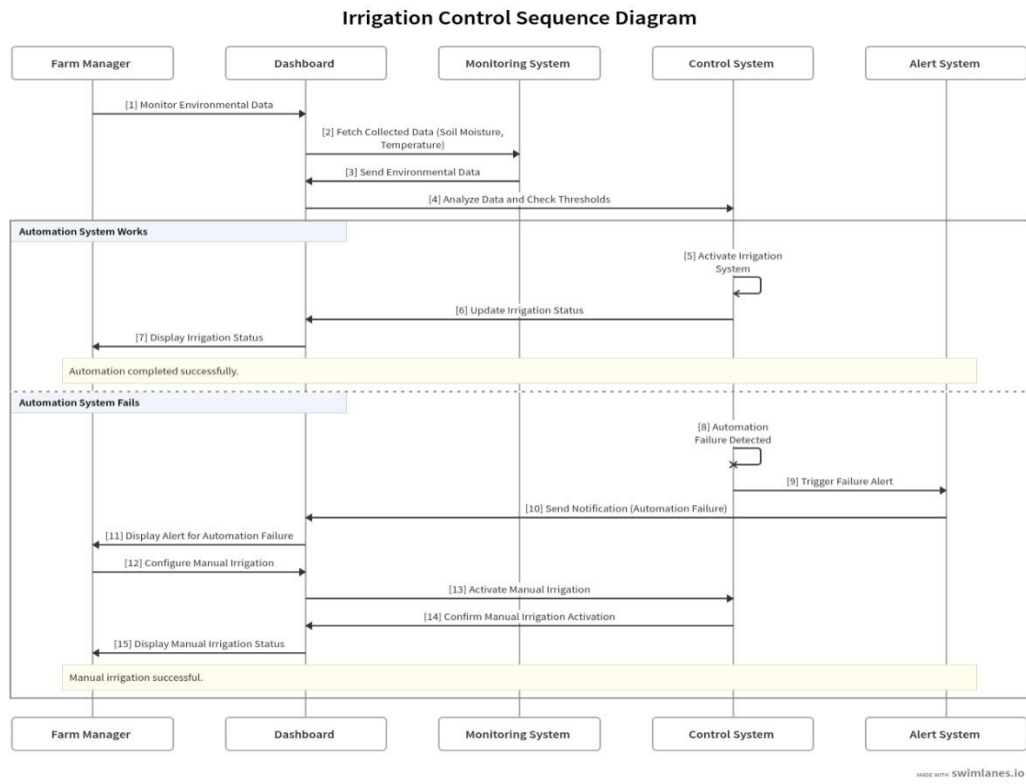 Irrigation Control Sequence Diagram
Farm Manager
Dashboard
Monitoring System
Control System
Alert System
[1] Monitor Environmental Data
[2] Fetch Collected Data (Soil Moisture,
Temperature)
[3] Send Environmental Data
[4] Analyze Data and Check Thresholds
Automation System Works
[5] Activate Irrigation
System
[6] Update Irrigation Status
[7] Display Irrigation Status
Automation completed successfully.
Automation System Fails
[8] Automation
Failure Detected
[9] Trigger Failure Alert
[10] Send Notification (Automation Failure)
[11] Display Alert for Automation Failure
[12] Configure Manual Irrigation
[13] Activate Manual Irrigation
[14] Confirm Manual Irrigation Activation
[15] Display Manual Irrigation Status
Manual irrigation successful.
Farm Manager
Dashboard
Monitoring System
Control System
Alert System
MADE WITH swimlanes.io